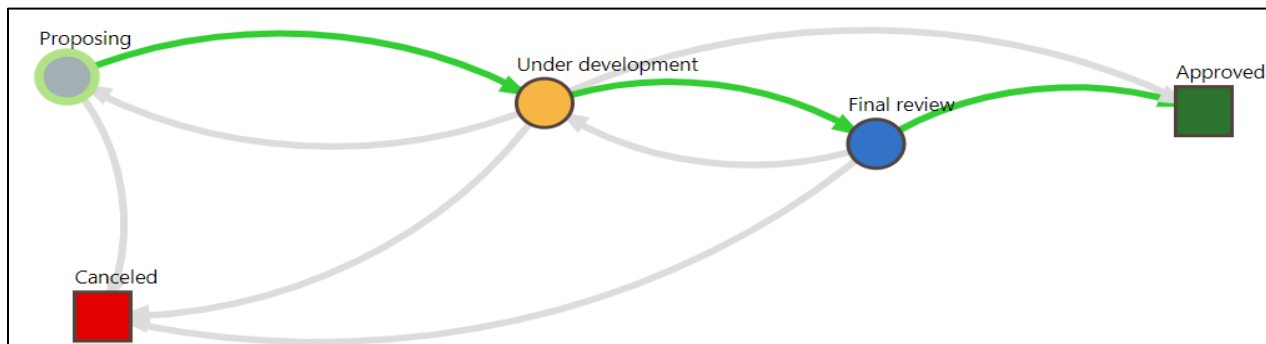 Proposing
Under development
Approved
Final review
Canceled